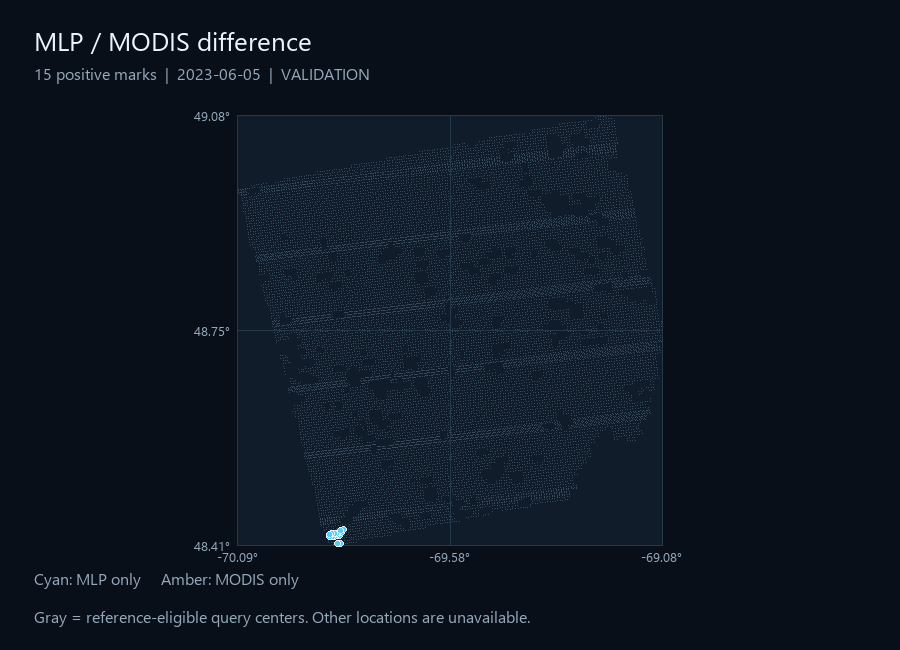 MLP / MODIS difference
15 positive marks | 2023-06-05 | VALIDATION
49.08°
48.75°
48.41°
-70.09° -69.58° -69.08°
Cyan: MLP only Amber: MODIS only
Gray = reference-eligible query centers. Other locations are unavailable.